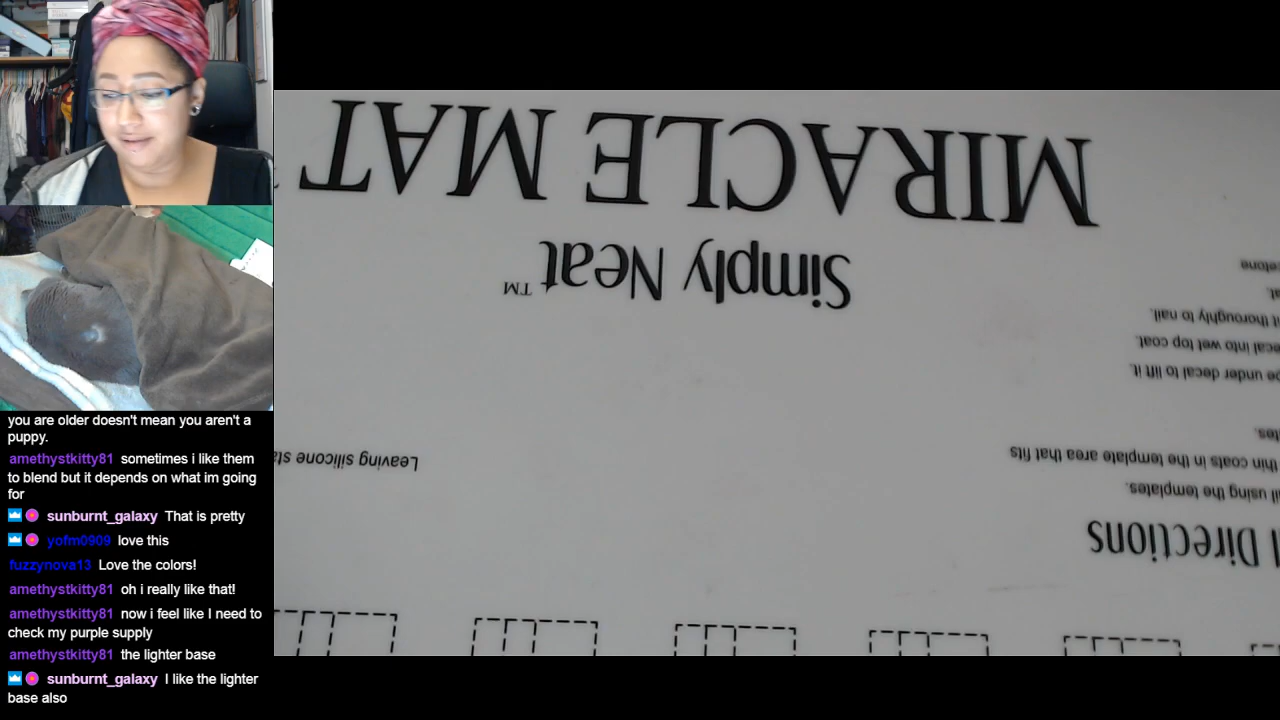 you are older doesn't mean you aren't a
puppy.
amethystkitty81 sometimes i like them
to blend but it depends on what im going
for
sunburnt_galaxy That is pretty
yofm0909 love this
fuzzynova13 Love the colors!
amethystkitty81 oh i really like that!
amethystkitty81 now i feel like I need to
check my purple supply
amethystkitty81 the lighter base
sunburnt_galaxy I like the lighter
base also
MIRACLE MAT
Simply Neat™
Leaving silicone
Directions
all using the templates.
thin coats in the template area that fits
under decal to lift it
decal into wet top coat.
it thoroughly to nail.